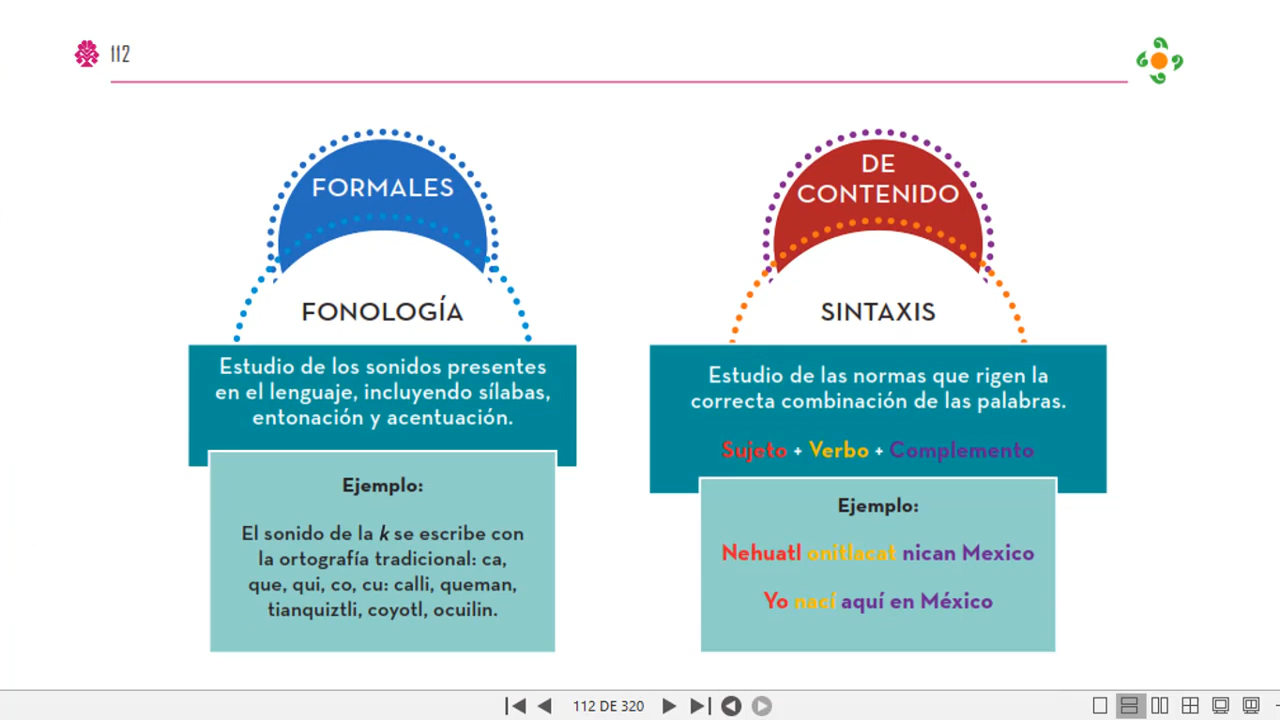 112
FORMALES
FONOLOGÍA
Estudio de los sonidos presentes
en el lenguaje, incluyendo sílabas,
entonación y acentuación.
Ejemplo:
El sonido de la k se escribe con
la ortografía tradicional: ca,
que, qui, co, cu: calli, queman,
tianquiztli, coyotl, ocuilin.
DE
CONTENIDO
SINTAXIS
Estudio de las normas que rigen la
correcta combinación de las palabras.
Sujeto + Verbo + Complemento
Ejemplo:
Nehuatl onitlacat nican Mexico
Yo nací aquí en México
112 DE 320